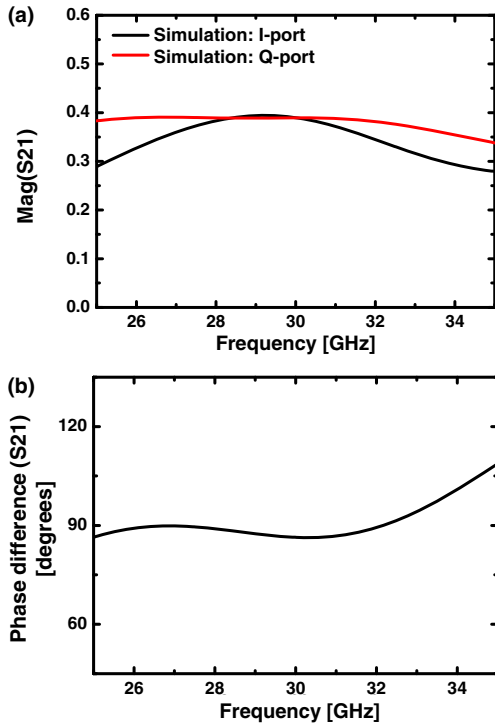 (a)
Simulation: I-port
Simulation: Q-port
Mag(S21)
0.6
0.5
0.4
0.3
0.2
0.1
0.0
26 28 30 32 34
Frequency [GHz]
(b)
Phase difference (S21)
[degrees]
120
90
60
26 28 30 32 34
Frequency [GHz]